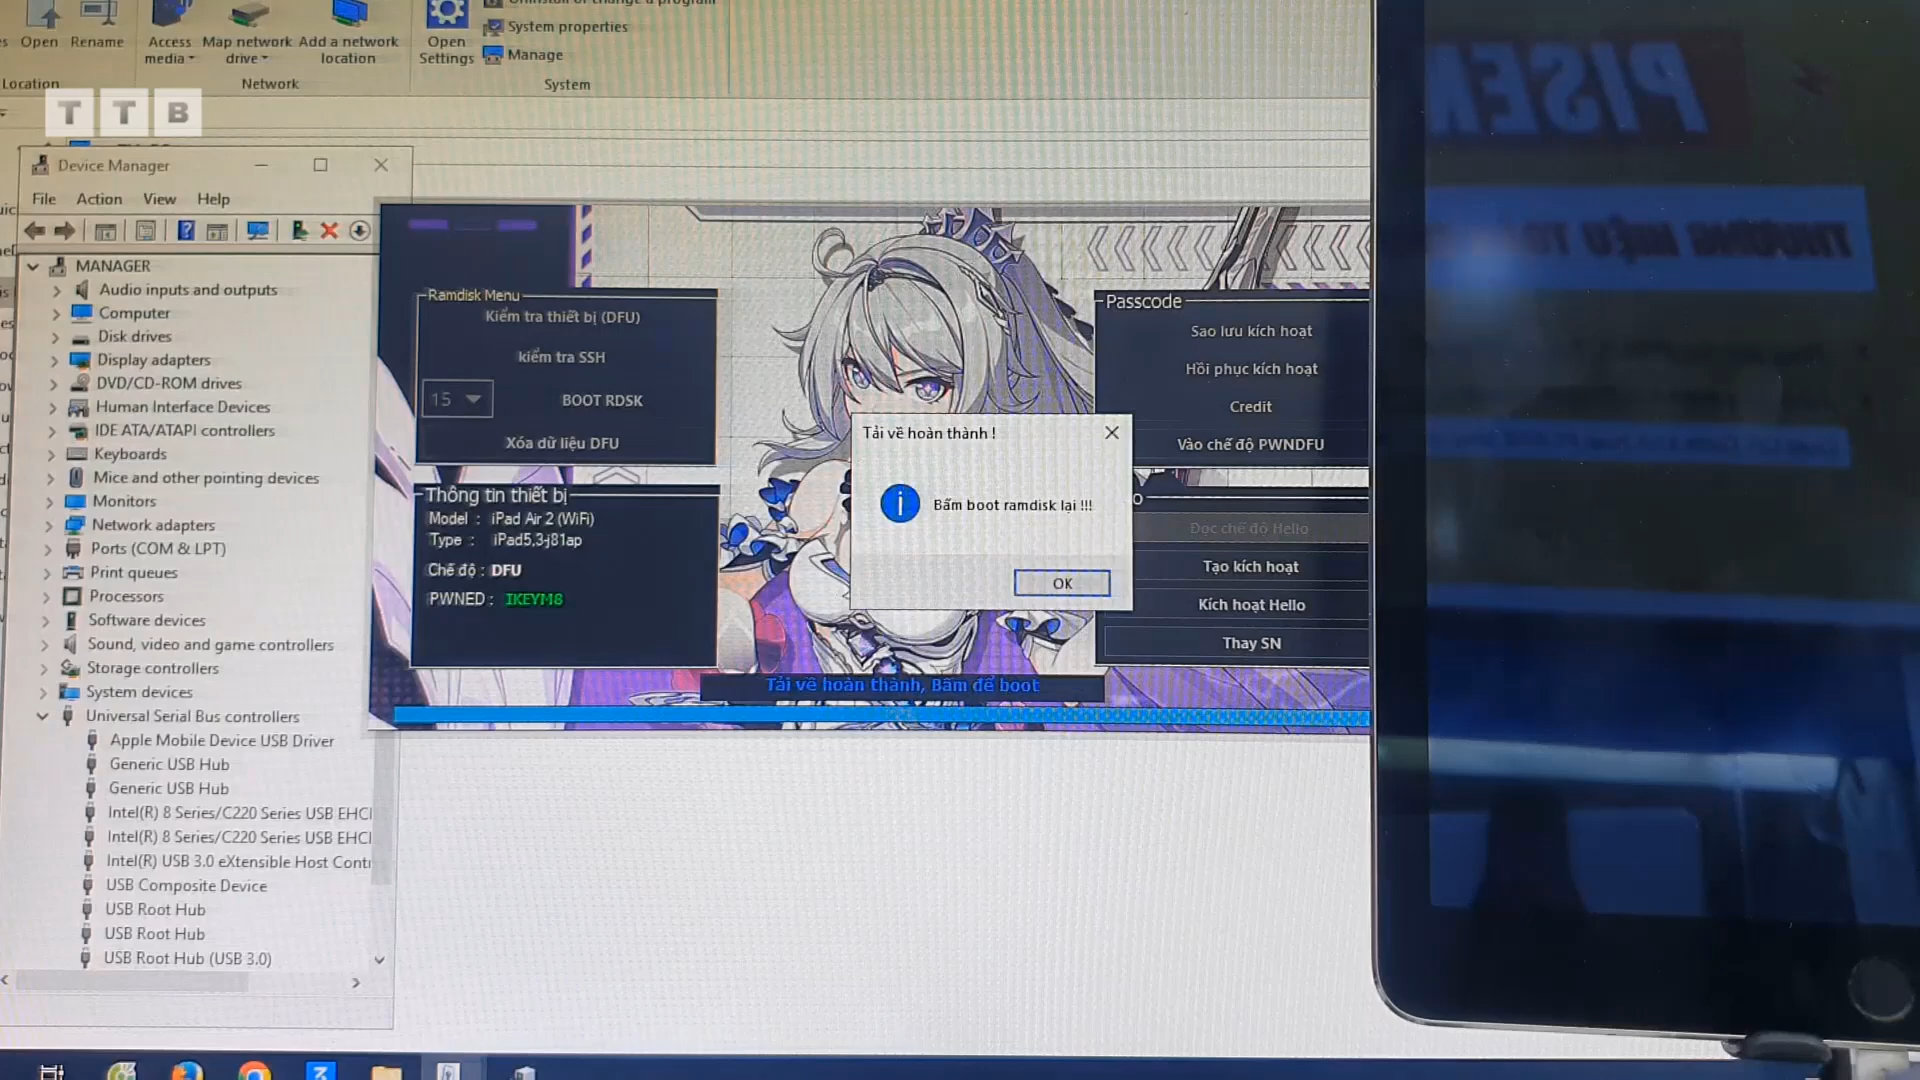 Open
Rename
Access media
Map network drive
Add a network location
Open Settings
Uninstall or change a program
System properties
Manage
Location
Network
System
T T B
Device Manager
File Action View Help
MANAGER
Audio inputs and outputs
Computer
Disk drives
Display adapters
DVD/CD-ROM drives
Human Interface Devices
IDE ATA/ATAPI controllers
Keyboards
Mice and other pointing devices
Monitors
Network adapters
Ports (COM & LPT)
Print queues
Processors
Software devices
Sound, video and game controllers
Storage controllers
System devices
Universal Serial Bus controllers
Apple Mobile Device USB Driver
Generic USB Hub
Generic USB Hub
Intel(R) 8 Series/C220 Series USB EHCI
Intel(R) 8 Series/C220 Series USB EHCI
Intel(R) USB 3.0 eXtensible Host Contr
USB Composite Device
USB Root Hub
USB Root Hub
USB Root Hub (USB 3.0)
Ramdisk Menu
Kiểm tra thiết bị (DFU)
kiểm tra SSH
15
BOOT RDSK
Xóa dữ liệu DFU
Thông tin thiết bị
Model : iPad Air 2 (WiFi)
Type : iPad5,3-j81ap
Chế độ : DFU
PWNED : IKEYM8
Tải về hoàn thành !
Bấm boot ramdisk lại !!!
OK
Tải về hoàn thành, Bấm để boot
Passcode
Sao lưu kích hoạt
Hồi phục kích hoạt
Credit
Vào chế độ PWNDFU
Đọc chế độ Hello
Tạo kích hoạt
Kích hoạt Hello
Thay SN
PISEN
THƯƠNG HIỆU TOÀN